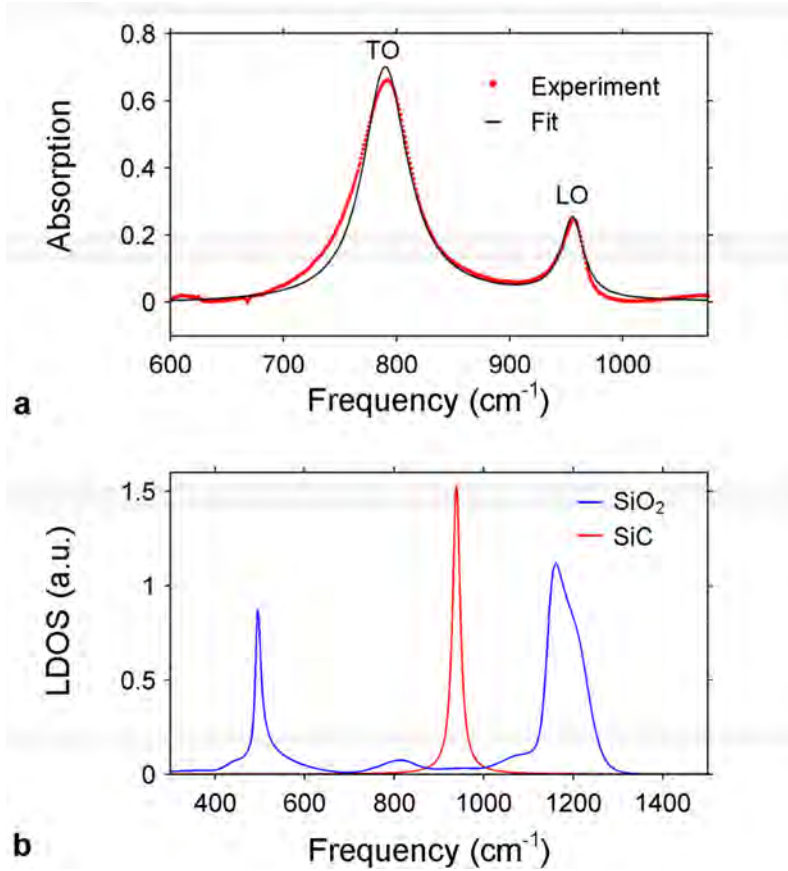 0.8
TO
Experiment
Fit
0.6
0.4
LO
0.2
0
Absorption
600 700 800 900 1000
Frequency (cm⁻¹)
a
1.5
SiO₂
SiC
1
0.5
0
LDOS (a.u.)
400 600 800 1000 1200 1400
Frequency (cm⁻¹)
b